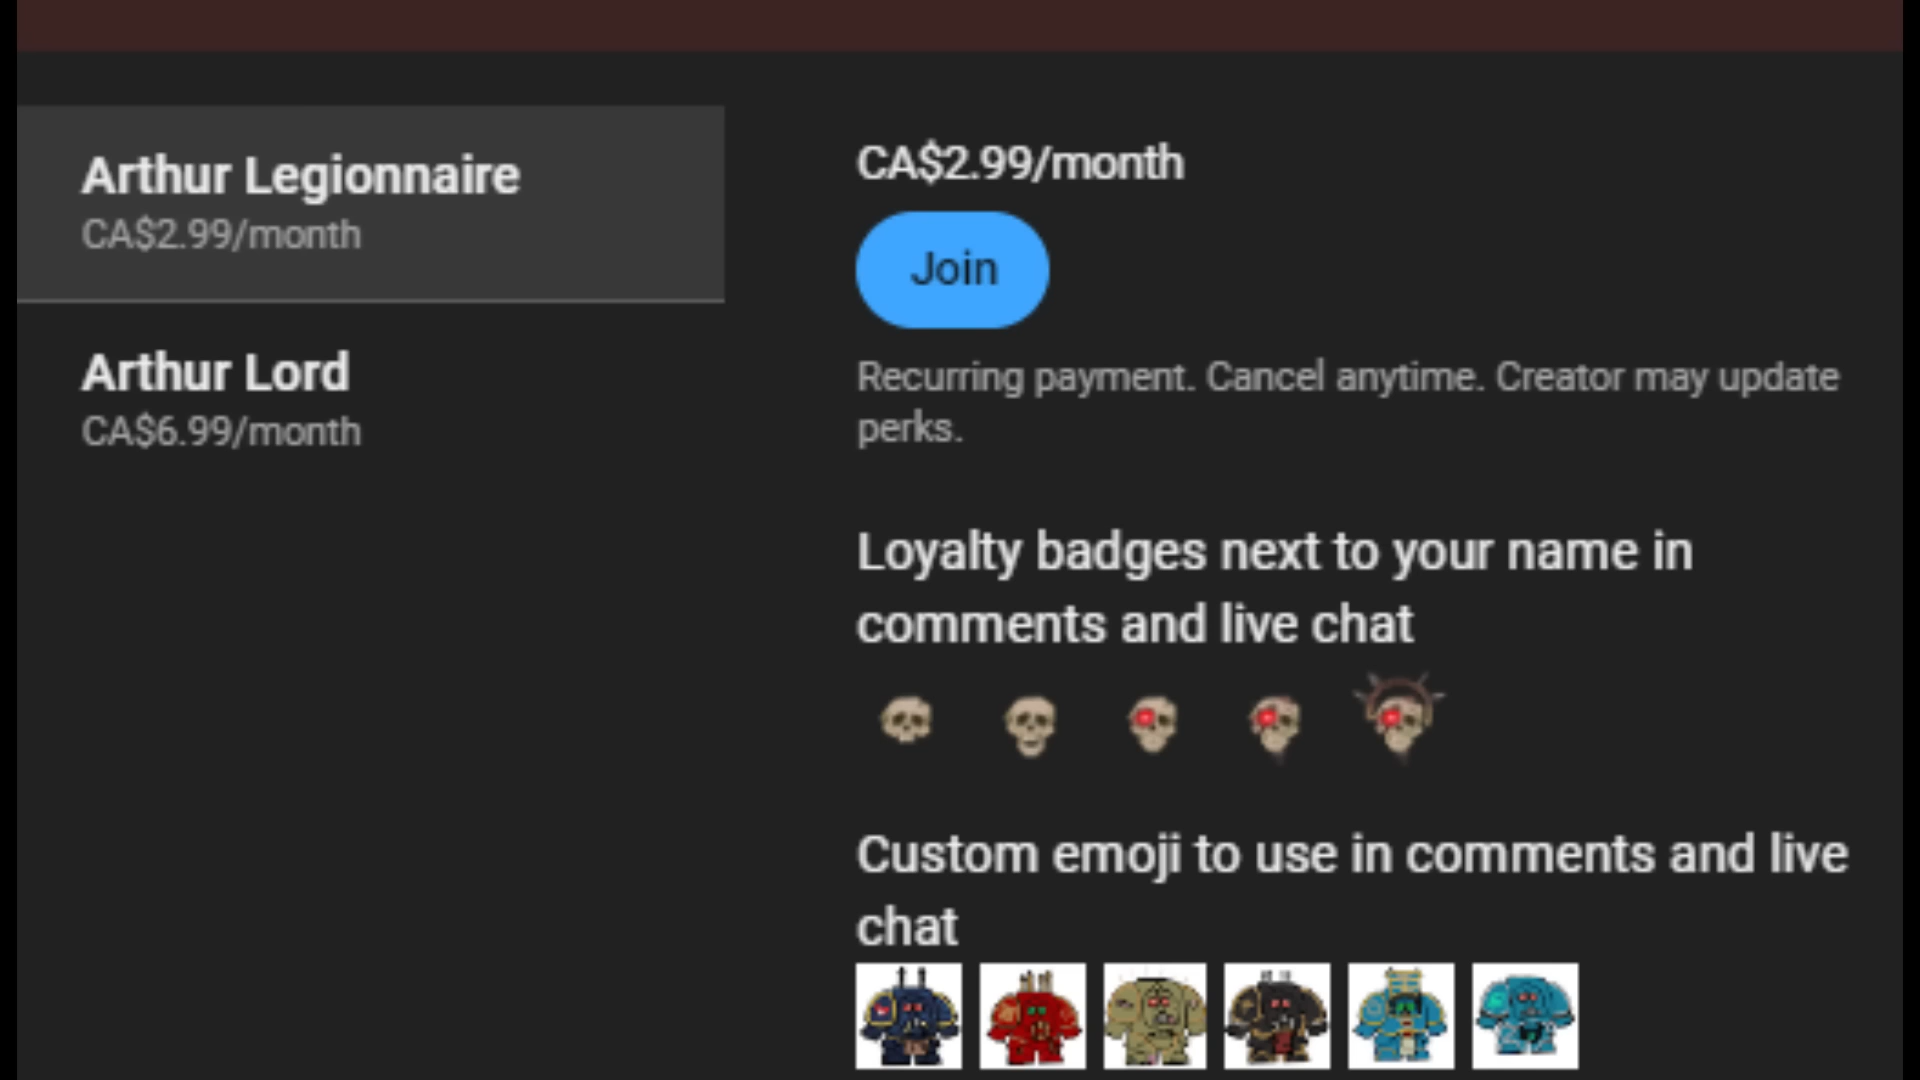 Arthur Legionnaire
CA$2.99/month
Arthur Lord
CA$6.99/month
CA$2.99/month
Join
Recurring payment. Cancel anytime. Creator may update
perks.
Loyalty badges next to your name in
comments and live chat
Custom emoji to use in comments and live
chat